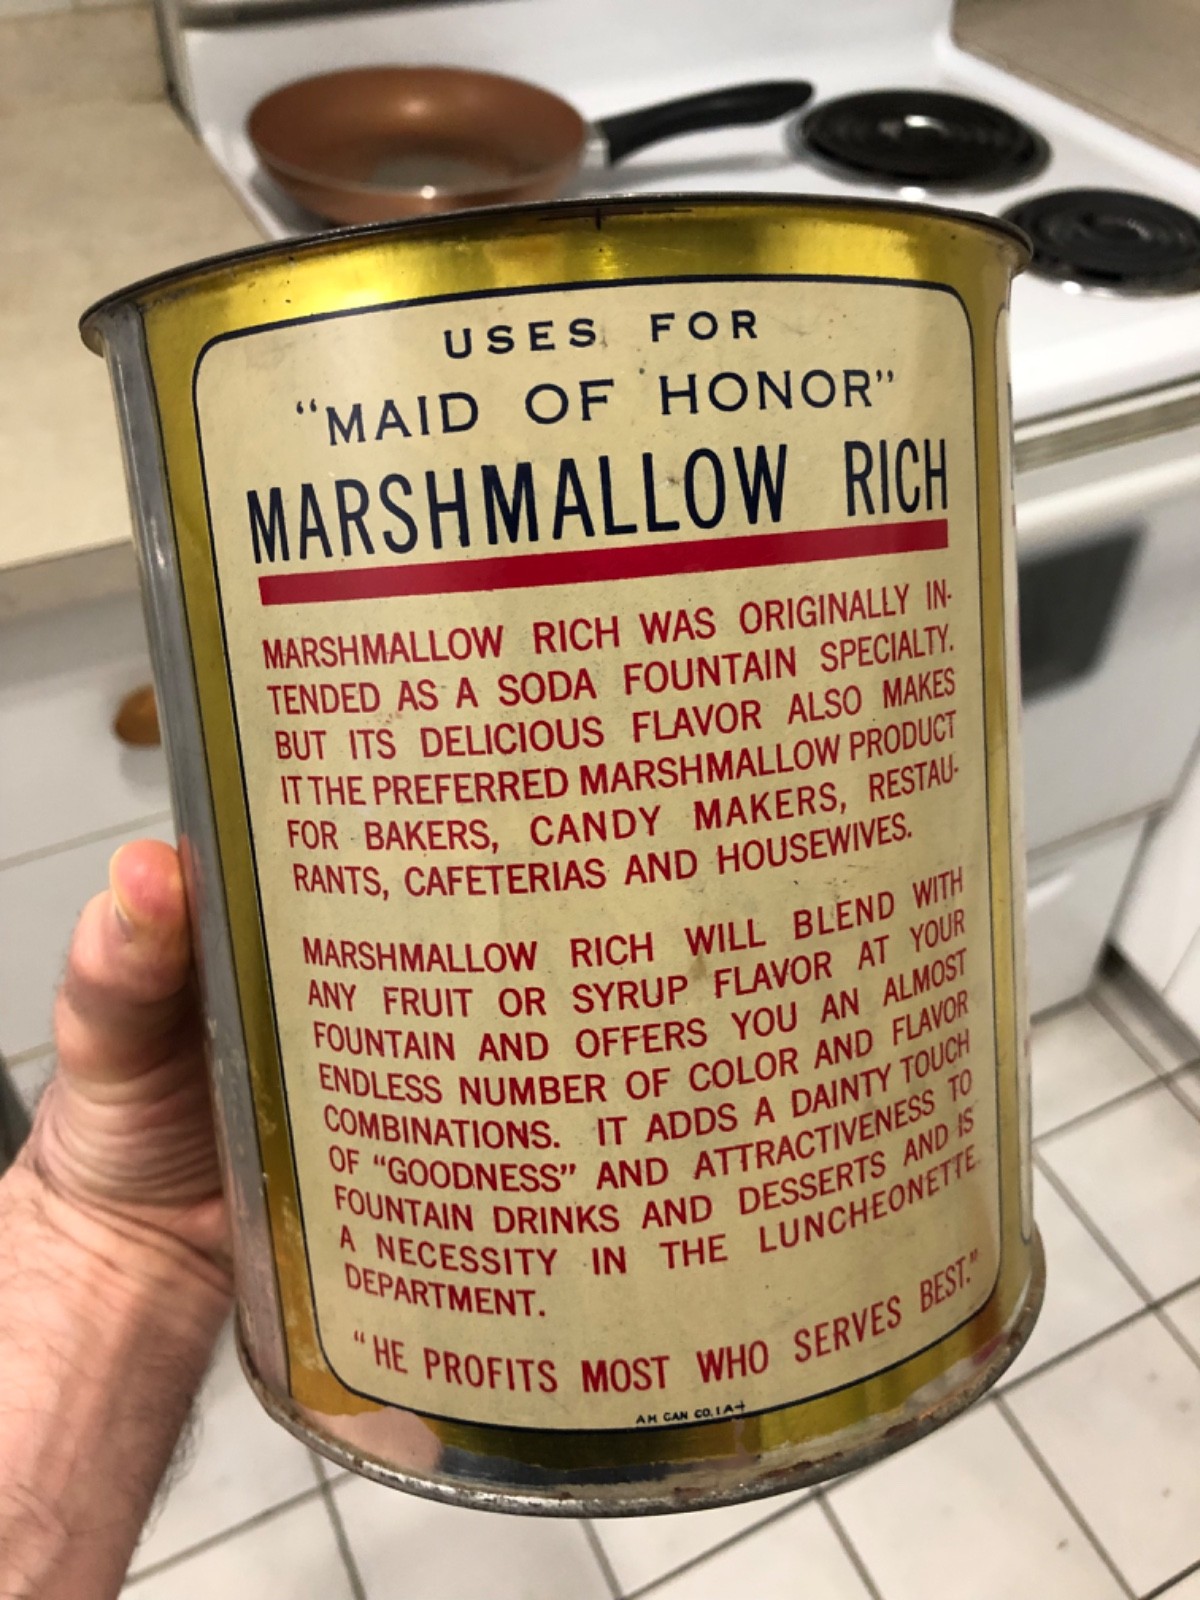 USES FOR
"MAID OF HONOR"
MARSHMALLOW RICH
MARSHMALLOW RICH WAS ORIGINALLY IN-
TENDED AS A SODA FOUNTAIN SPECIALTY.
BUT ITS DELICIOUS FLAVOR ALSO MAKES
IT THE PREFERRED MARSHMALLOW PRODUCT
FOR BAKERS, CANDY MAKERS, RESTAU-
RANTS, CAFETERIAS AND HOUSEWIVES.
MARSHMALLOW RICH WILL BLEND WITH
ANY FRUIT OR SYRUP FLAVOR AT YOUR
FOUNTAIN AND OFFERS YOU AN ALMOST
ENDLESS NUMBER OF COLOR AND FLAVOR
COMBINATIONS. IT ADDS A DAINTY TOUCH
OF "GOODNESS" AND ATTRACTIVENESS TO
FOUNTAIN DRINKS AND DESSERTS AND IS
A NECESSITY IN THE LUNCHEONETTE
DEPARTMENT.
"HE PROFITS MOST WHO SERVES BEST."
AM CAN CO. 1A+